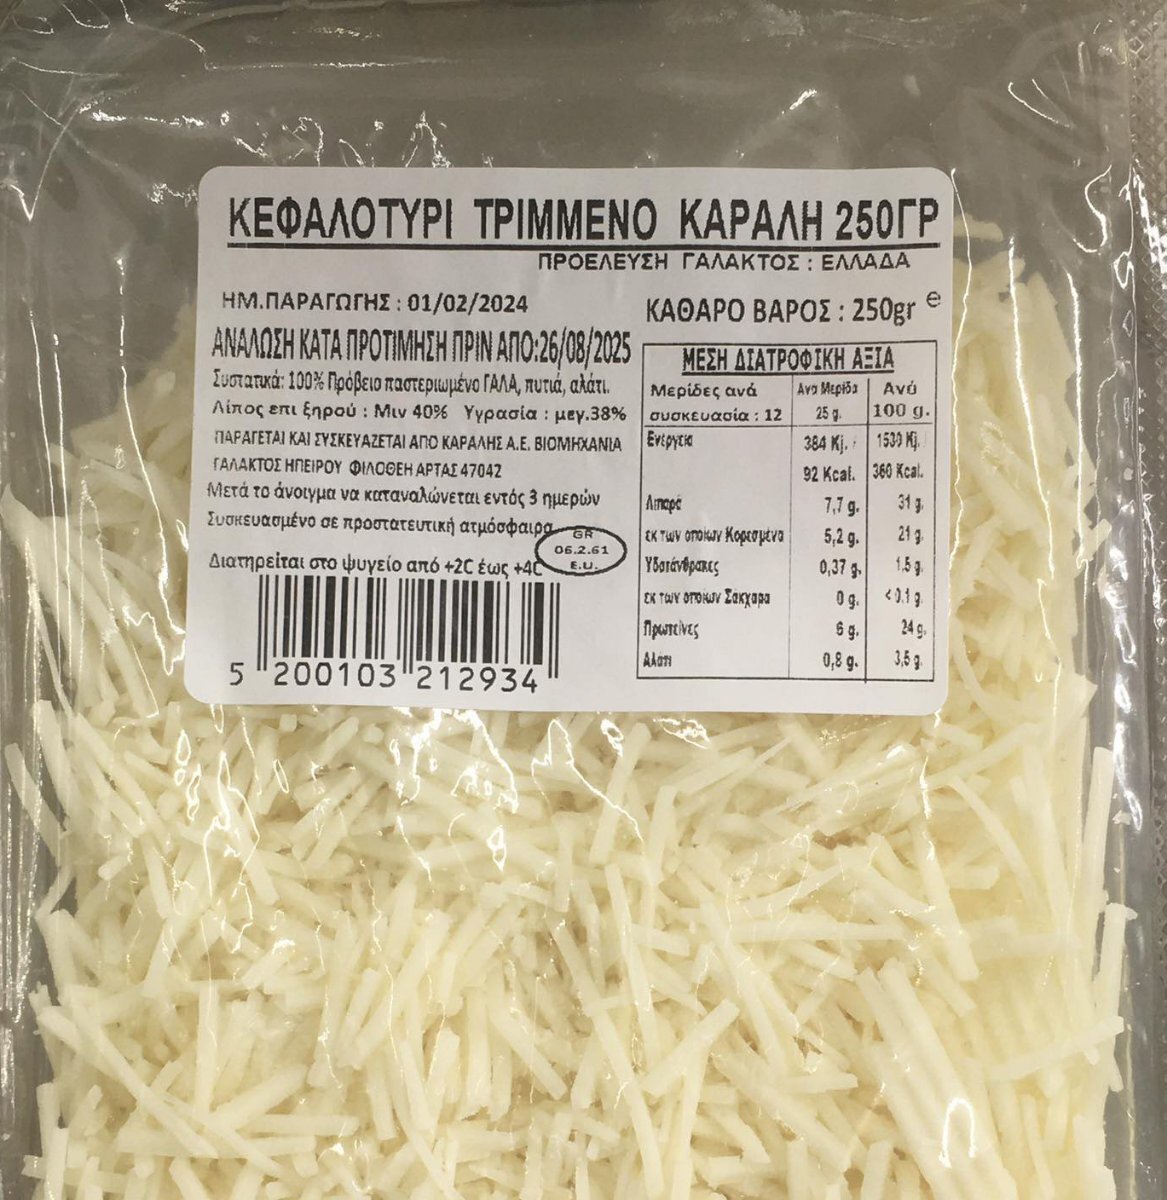 ΚΕΦΑΛΟΤΥΡΙ ΤΡΙΜΜΕΝΟ ΚΑΡΑΛΗ 250ΓΡ
ΠΡΟΕΛΕΥΣΗ ΓΑΛΑΚΤΟΣ : ΕΛΛΑΔΑ
ΗΜ.ΠΑΡΑΓΩΓΗΣ : 01/02/2024
ΑΝΑΛΩΣΗ ΚΑΤΑ ΠΡΟΤΙΜΗΣΗ ΠΡΙΝ ΑΠΟ:26/08/2025
Συστατικά: 100% Πρόβειο παστεριωμένο ΓΑΛΑ, πυτιά, αλάτι.
Λίπος επι ξηρού : Μιν 40% Υγρασία : μεγ.38%
ΠΑΡΑΓΕΤΑΙ ΚΑΙ ΣΥΣΚΕΥΑΖΕΤΑΙ ΑΠΟ ΚΑΡΑΛΗΣ Α.Ε. ΒΙΟΜΗΧΑΝΙΑ
ΓΑΛΑΚΤΟΣ ΗΠΕΙΡΟΥ ΦΙΛΟΘΕΗ ΑΡΤΑΣ 47042
Μετά το άνοιγμα να καταναλώνεται εντός 3 ημερών
Συσκευασμένο σε προστατευτική ατμόσφαιρα
Διατηρείται στο ψυγείο από +2C έως +4C
GR
06.2.61
E.U.
5 200103 212934
ΚΑΘΑΡΟ ΒΑΡΟΣ : 250gr e
ΜΕΣΗ ΔΙΑΤΡΟΦΙΚΗ ΑΞΙΑ
Μερίδες ανά Ανα Μερίδα Ανά
συσκευασία : 12 25 g. 100 g.
Ενέργεια 384 Kj. 1530 Kj.
92 Kcal. 360 Kcal.
Λιπαρά 7,7 g. 31 g.
εκ των οποίων Κορεσμένα 5,2 g. 21 g.
Υδατάνθρακες 0,37 g. 1.5 g.
εκ των οποίων Σακχαρα 0 g. <0.1 g.
Πρωτεϊνες 6 g. 24 g.
Αλάτι 0,8 g. 3,5 g.